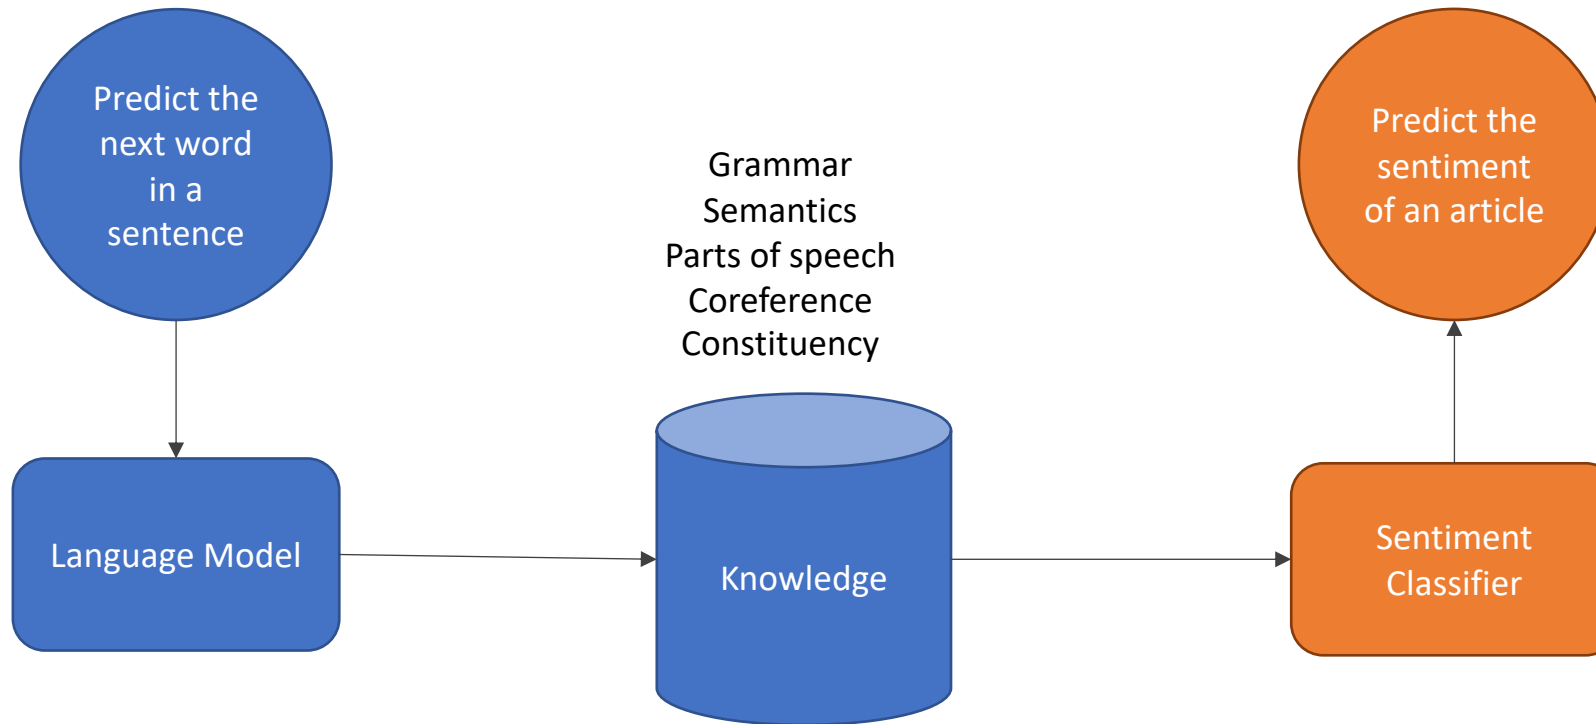 Predict the
next word
in a
sentence
Grammar
Semantics
Parts of speech
Coreference
Constituency
Predict the
sentiment
of an article
Language Model
Knowledge
Sentiment
Classifier